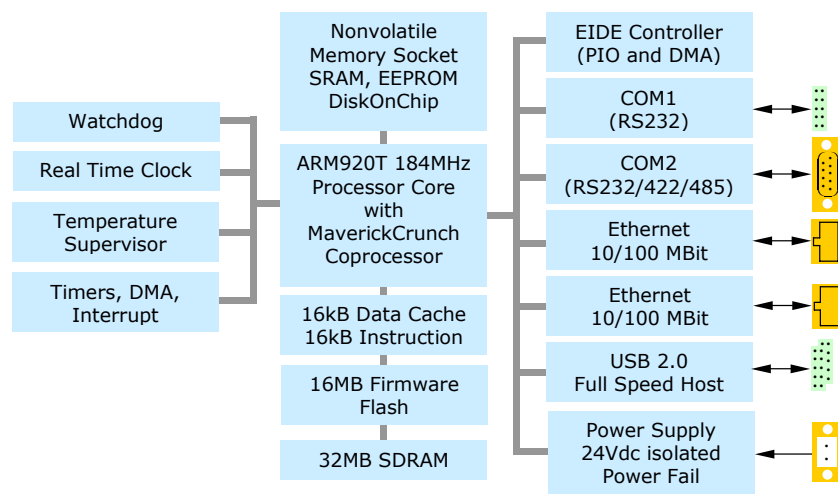 Watchdog
Real Time Clock
Temperature
Supervisor
Timers, DMA,
Interrupt
Nonvolatile
Memory Socket
SRAM, EEPROM
DiskOnChip
ARM920T 184MHz
Processor Core
with
MaverickCrunch
Coprocessor
16kB Data Cache
16kB Instruction
16MB Firmware
Flash
32MB SDRAM
EIDE Controller
(PIO and DMA)
COM1
(RS232)
COM2
(RS232/422/485)
Ethernet
10/100 MBit
Ethernet
10/100 MBit
USB 2.0
Full Speed Host
Power Supply
24Vdc isolated
Power Fail